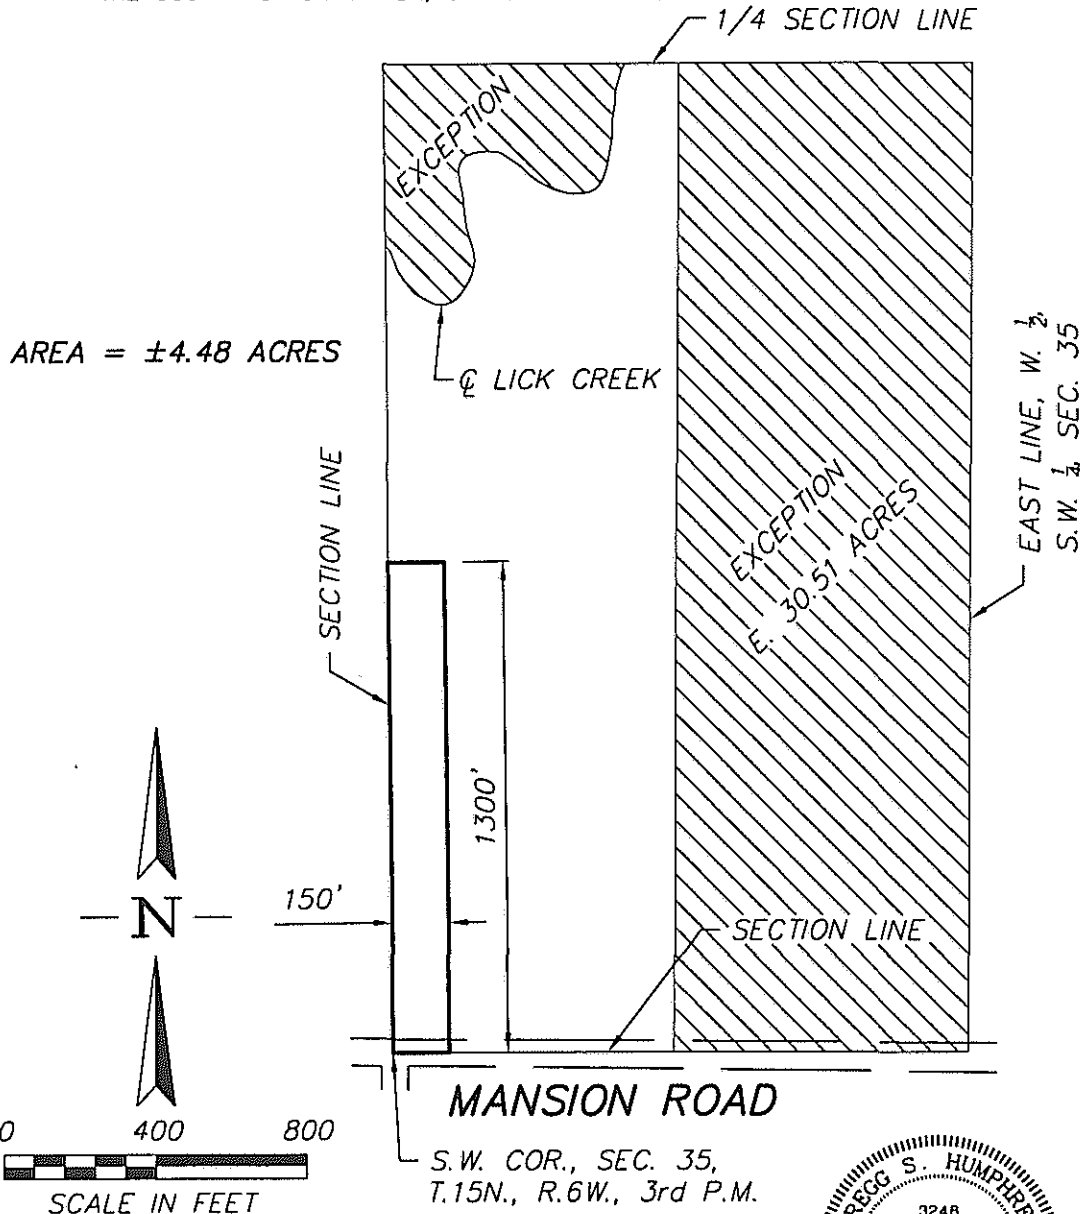 1/4 SECTION LINE
EXCEPTION
AREA = ±4.48 ACRES
℄ LICK CREEK
SECTION LINE
EXCEPTION
E. 30.51 ACRES
EAST LINE, W. 1/2,
S.W. 1/4, SEC. 35
1300'
150'
N
SECTION LINE
MANSION ROAD
0 400 800
SCALE IN FEET
S.W. COR., SEC. 35,
T.15N., R.6W., 3rd P.M.
S. HUMPHRE
3248